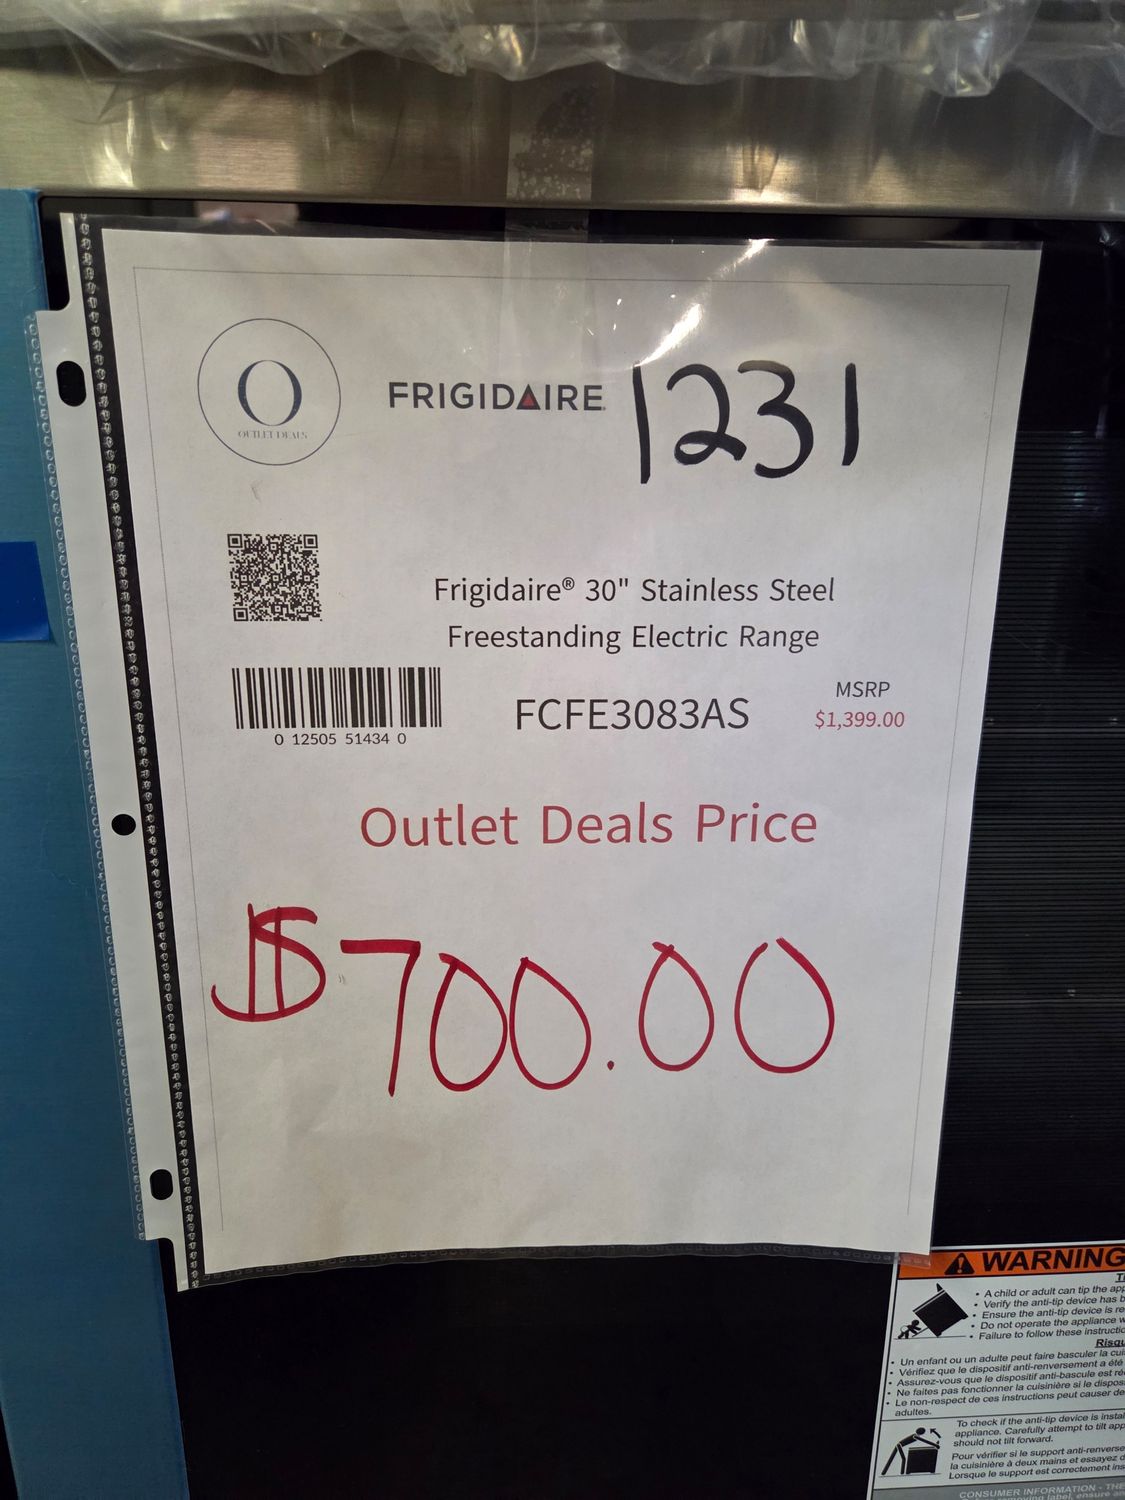 O
OUTLET DEALS
FRIGIDAIRE
1231
Frigidaire® 30" Stainless Steel
Freestanding Electric Range
FCFE3083AS
MSRP
$1,399.00
0 12505 51434 0
Outlet Deals Price
$700.00
WARNING
• A child or adult can tip the
• Verify the anti-tip device has
• Ensure the anti-tip device is
• Do not operate the appliance
• Failure to follow these
• Un enfant ou un adulte peut faire basculer la
• Vérifiez que le dispositif anti-renversement a été
• Assurez-vous que le dispositif anti-bascule est
• Ne faites pas fonctionner la cuisinière si le
• Le non-respect de ces instructions peut causer
adultes.
To check if the anti-tip device is
appliance. Carefully attempt to tilt
should not tilt forward.
Pour vérifier si le support
la cuisinière à deux mains et essayez
Lorsque le support est correctement
CONSUMER INFORMATION -
removing label, ensure